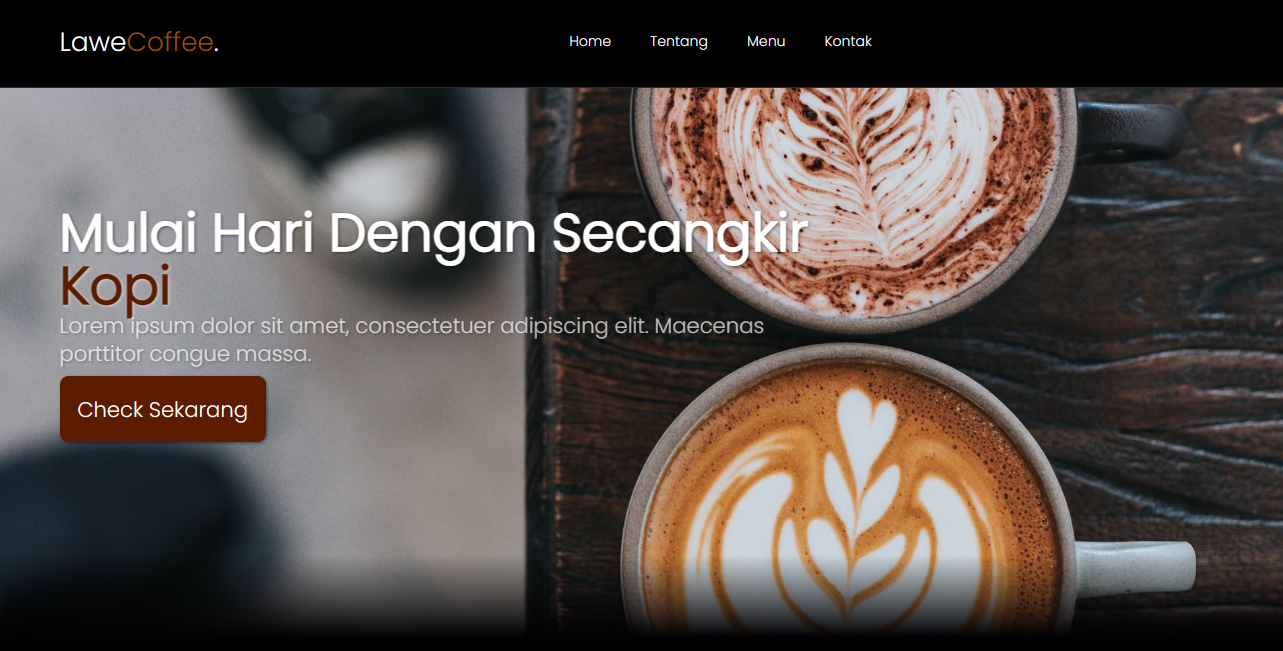 LaweCoffee.
Home Tentang Menu Kontak
Mulai Hari Dengan Secangkir
Kopi
Lorem ipsum dolor sit amet, consectetuer adipiscing elit. Maecenas
porttitor congue massa.
Check Sekarang